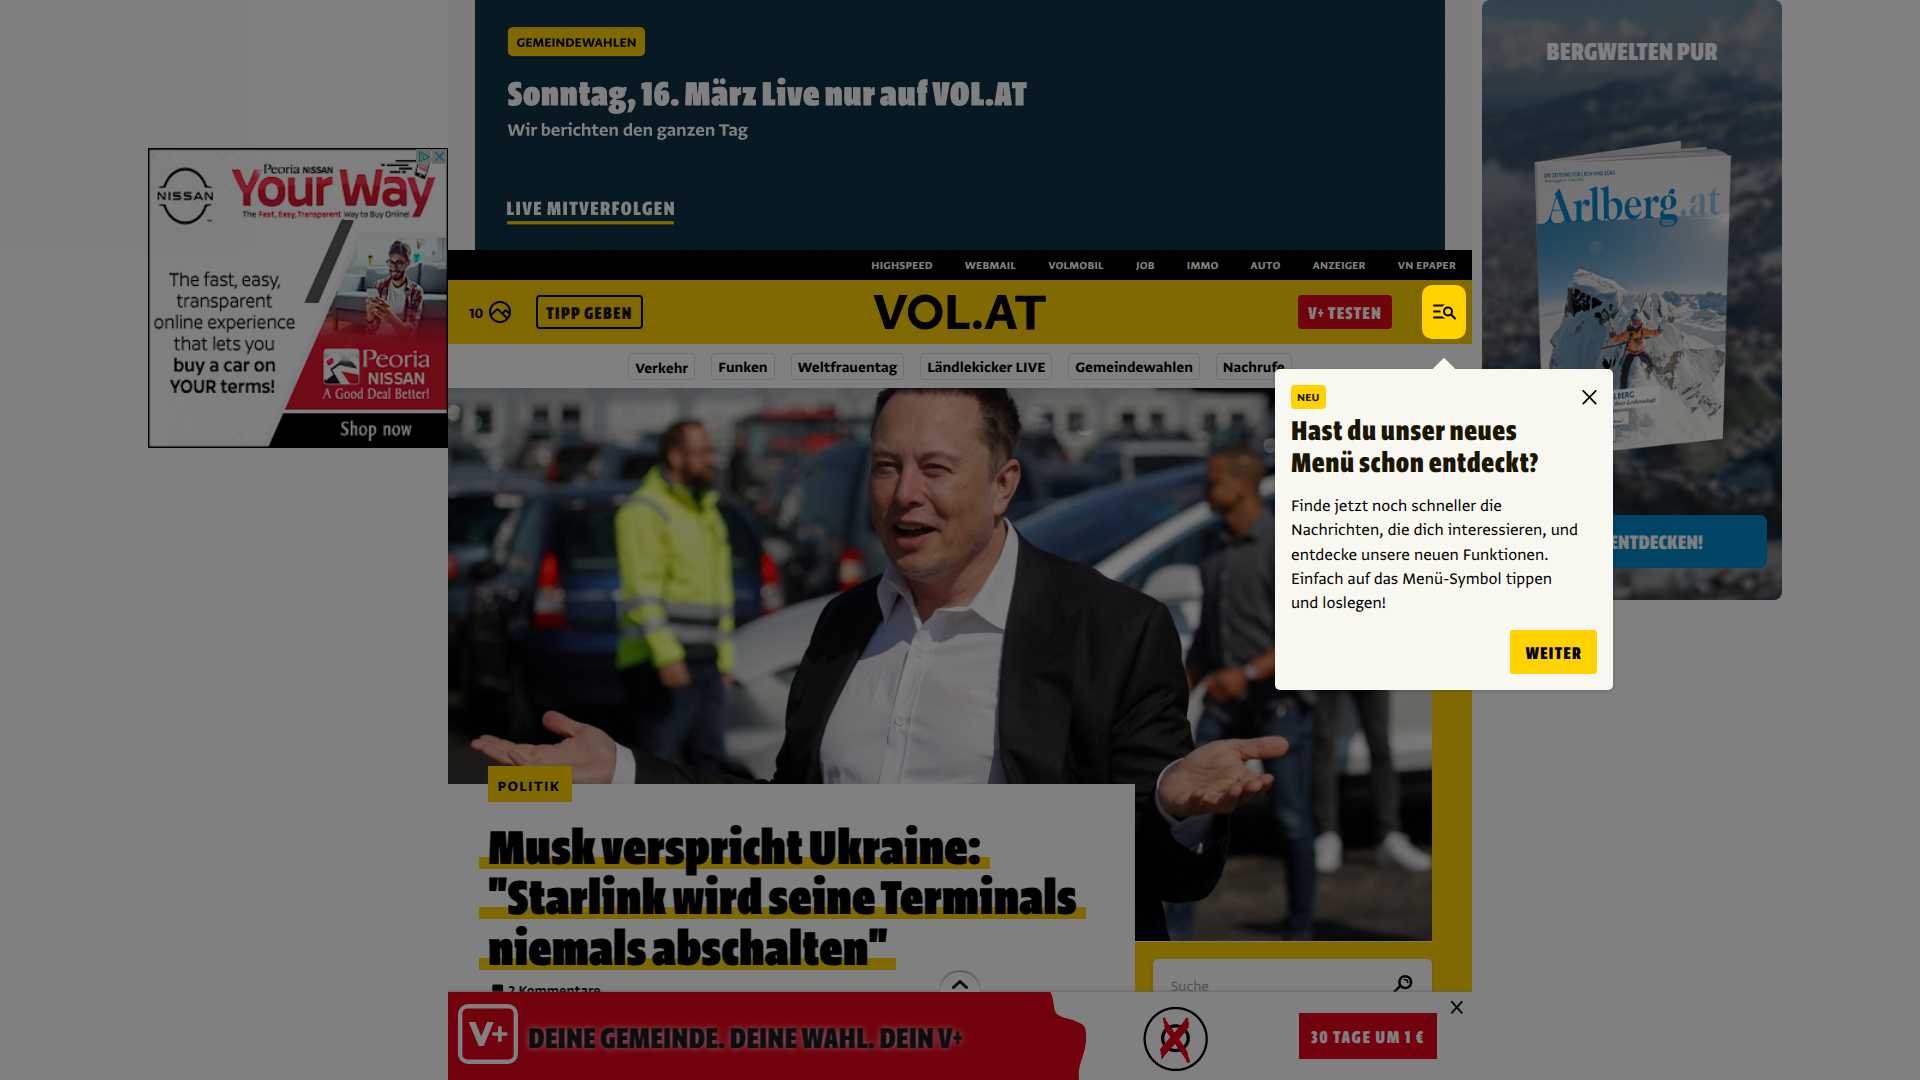 GEMEINDEWAHLEN
Sonntag, 16. März Live nur auf VOL.AT
Wir berichten den ganzen Tag
LIVE MITVERFOLGEN
BERGWELTEN PUR
Arlberg.at
ENTDECKEN!
NISSAN
Peoria NISSAN
Your Way
The Fast, Easy, Transparent Way to Buy Online!
The fast, easy,
transparent
online experience
that lets you
buy a car on
YOUR terms!
Peoria
NISSAN
A Good Deal Better!
Shop now
HIGHSPEED WEBMAIL VOLMOBIL JOB IMMO AUTO ANZEIGER VN EPAPER
10 TIPP GEBEN VOL.AT V+ TESTEN
Verkehr Funken Weltfrauentag Ländlekicker LIVE Gemeindewahlen Nachrufe
NEU
Hast du unser neues
Menü schon entdeckt?
Finde jetzt noch schneller die
Nachrichten, die dich interessieren, und
entdecke unsere neuen Funktionen.
Einfach auf das Menü-Symbol tippen
und loslegen!
WEITER
POLITIK
Musk verspricht Ukraine:
"Starlink wird seine Terminals
niemals abschalten"
2 Kommentare
Suche
V+ DEINE GEMEINDE. DEINE WAHL. DEIN V+
30 TAGE UM 1 €